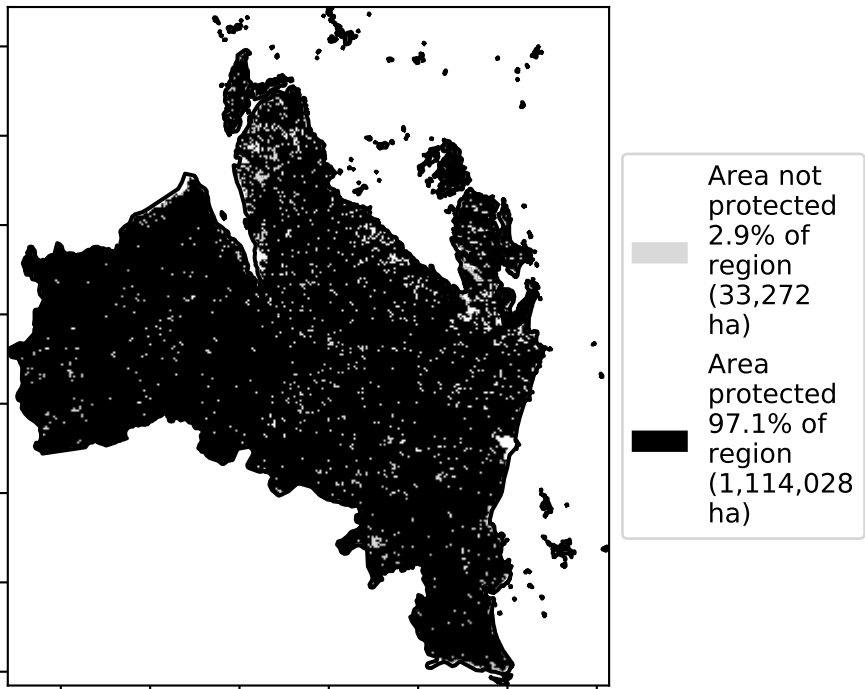 Area not
protected
2.9% of
region
(33,272
ha)
Area
protected
97.1% of
region
(1,114,028
ha)